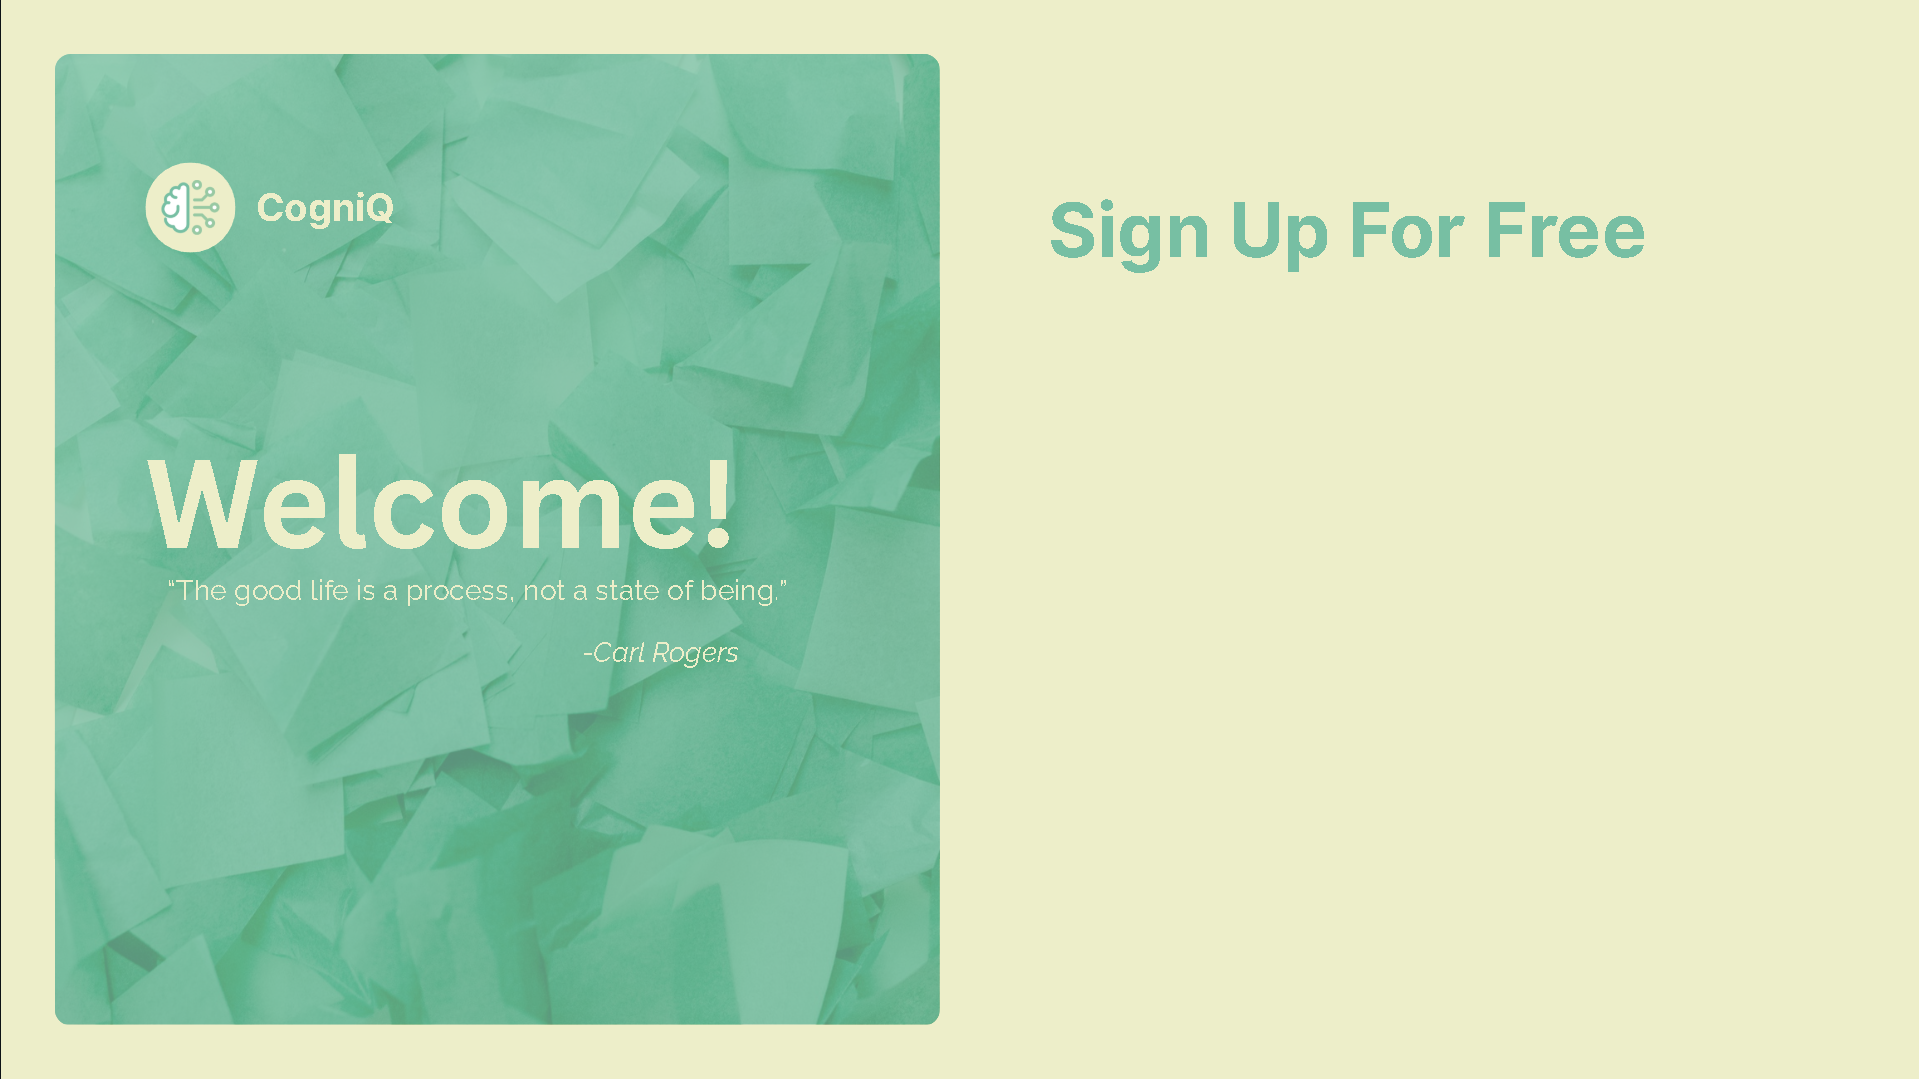 CogniQ
Welcome!
“The good life is a process, not a state of being.”
-Carl Rogers
Sign Up For Free